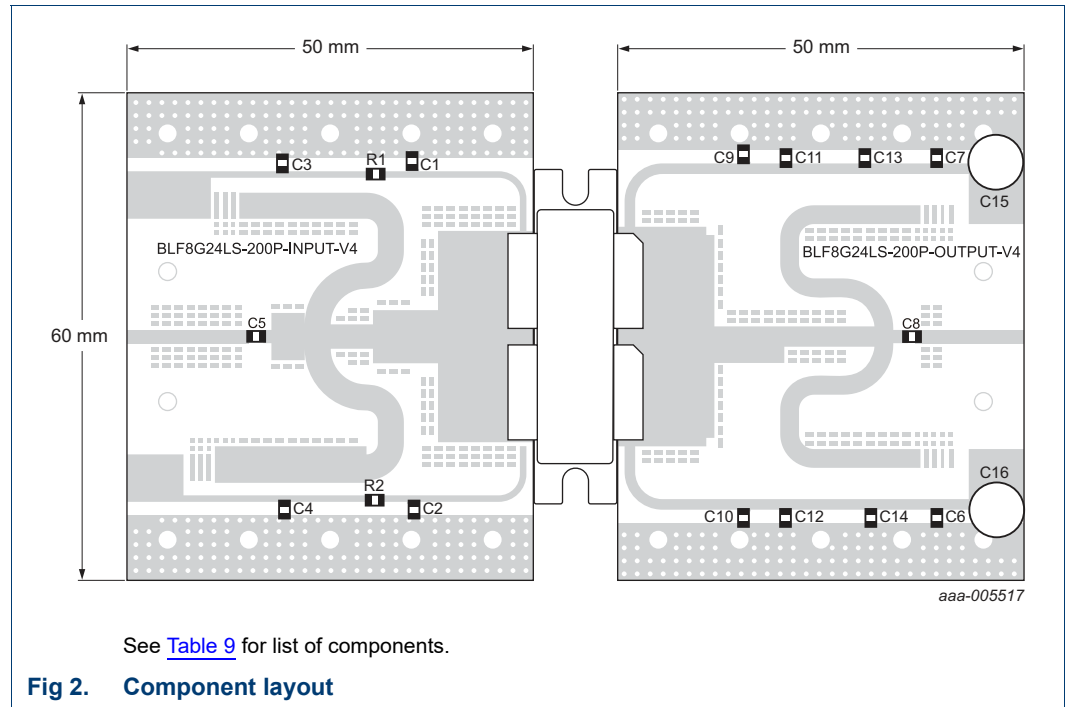 50 mm
50 mm
60 mm
C3
R1
C1
C9
C11
C13
C7
C15
BLF8G24LS-200P-INPUT-V4
BLF8G24LS-200P-OUTPUT-V4
C5
C8
C16
R2
C4
C2
C10
C12
C14
C6
aaa-005517
See Table 9 for list of components.
Fig 2. Component layout